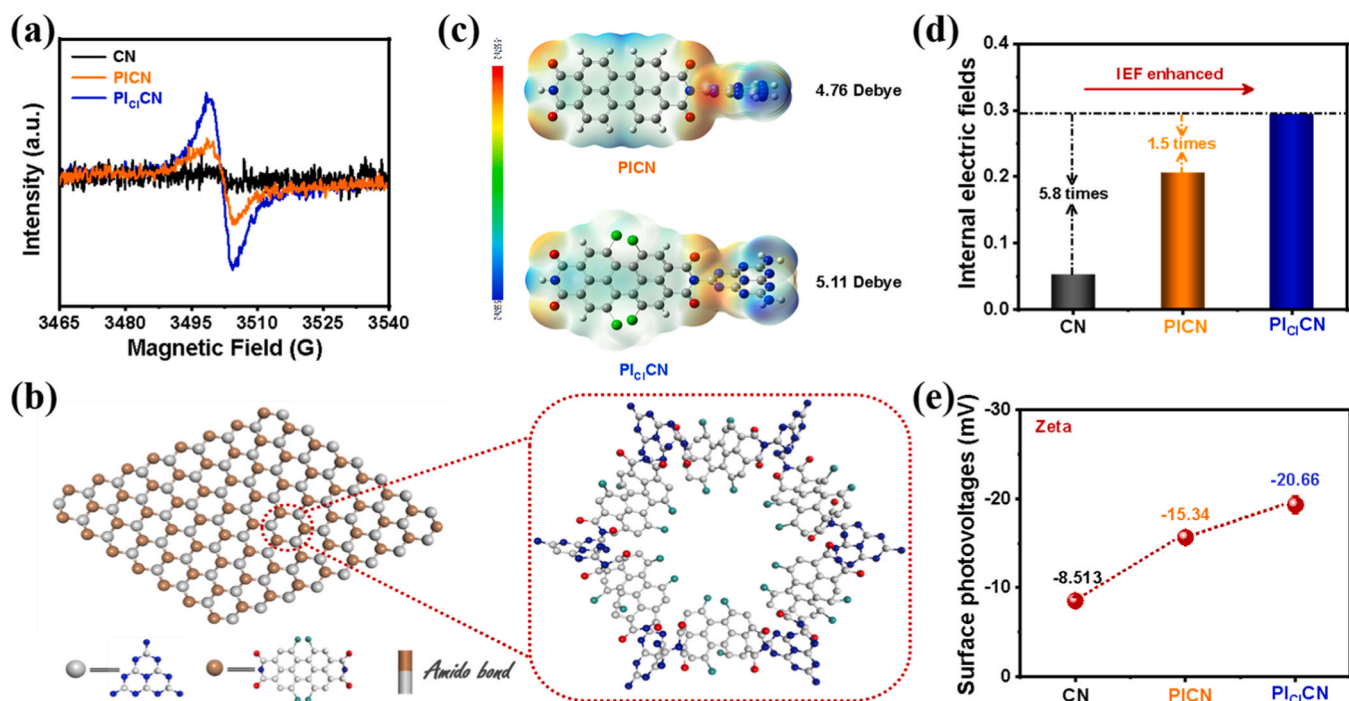 (a)
CN
PICN
PIClCN
Intensity (a.u.)
3465 3480 3495 3510 3525 3540
Magnetic Field (G)
(c)
PICN
4.76 Debye
5.11 Debye
PIClCN
(d)
Internal electric fields
0.4
0.3
0.2
0.1
0.0
IEF enhanced
1.5 times
5.8 times
CN PICN PIClCN
(b)
Amido bond
(e)
Surface photovoltages (mV)
-30
-20
-10
0
Zeta
-8.513
-15.34
-20.66
CN PICN PIClCN